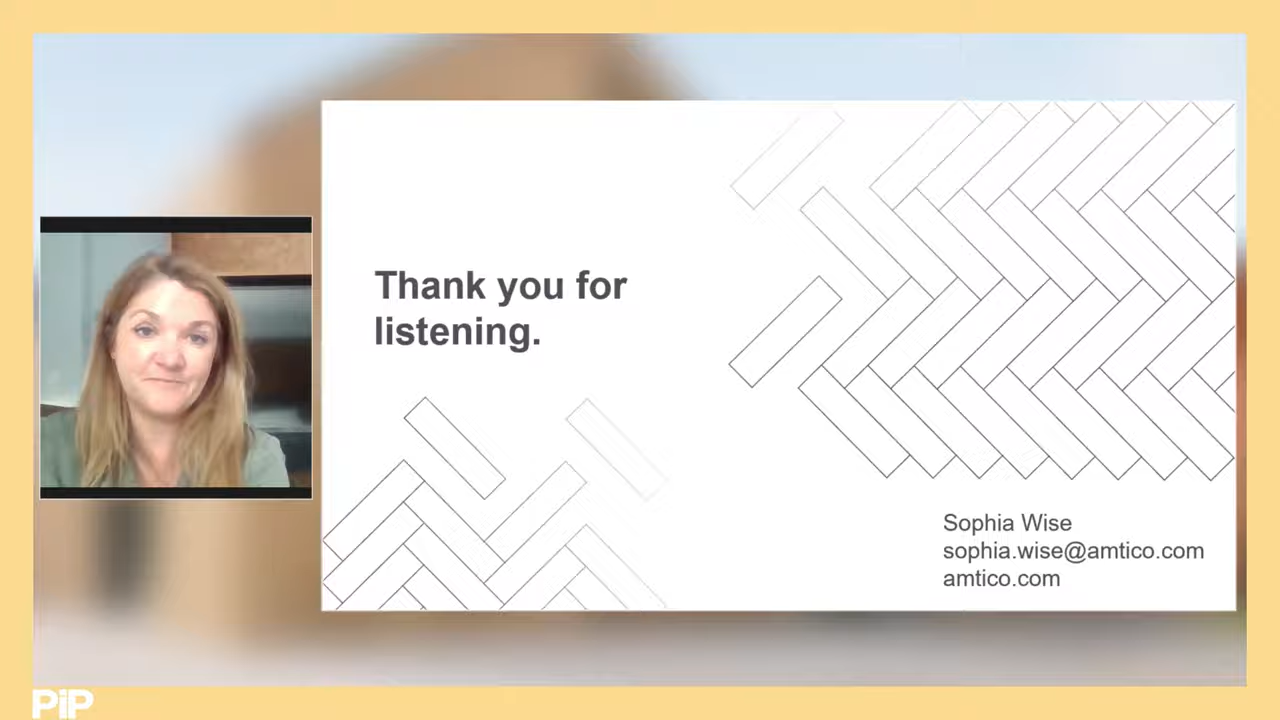 Thank you for
listening.
Sophia Wise
sophia.wise@amtico.com
amtico.com
PiP